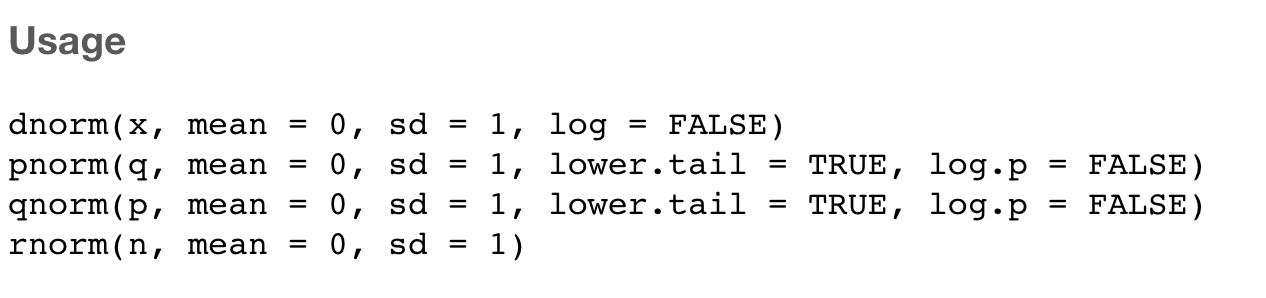 Usage
dnorm(x, mean = 0, sd = 1, log = FALSE)
pnorm(q, mean = 0, sd = 1, lower.tail = TRUE, log.p = FALSE)
qnorm(p, mean = 0, sd = 1, lower.tail = TRUE, log.p = FALSE)
rnorm(n, mean = 0, sd = 1)